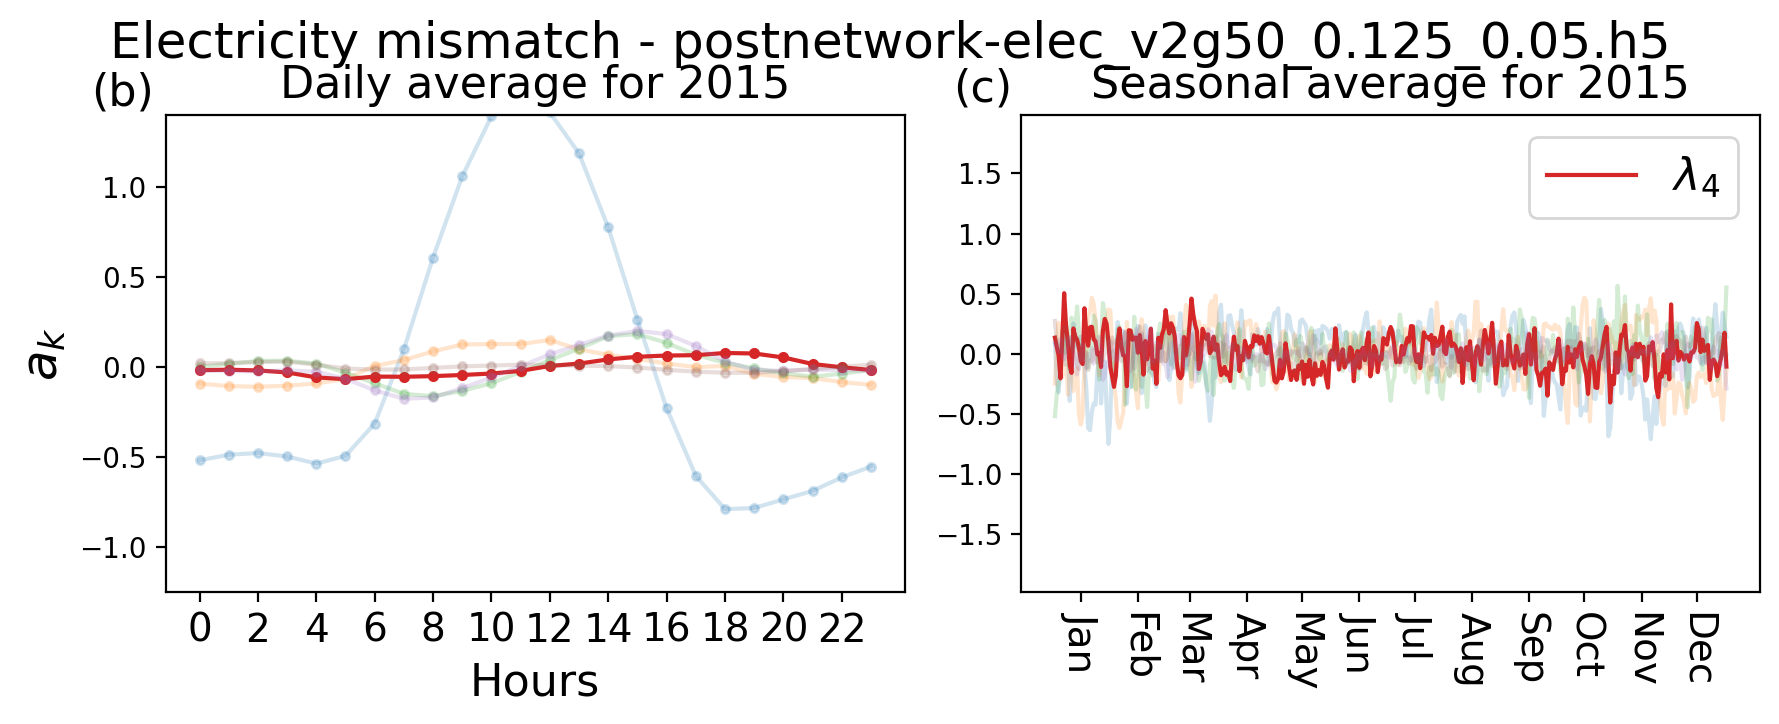 Electricity mismatch - postnetwork-elec_v2g50_0.125_0.05.h5
(b) Daily average for 2015
1.0
0.5
0.0
−0.5
−1.0
a_k
0 2 4 6 8 10 12 14 16 18 20 22
Hours
(c) Seasonal average for 2015
λ_4
1.5
1.0
0.5
0.0
−0.5
−1.0
−1.5
Jan Feb Mar Apr May Jun Jul Aug Sep Oct Nov Dec